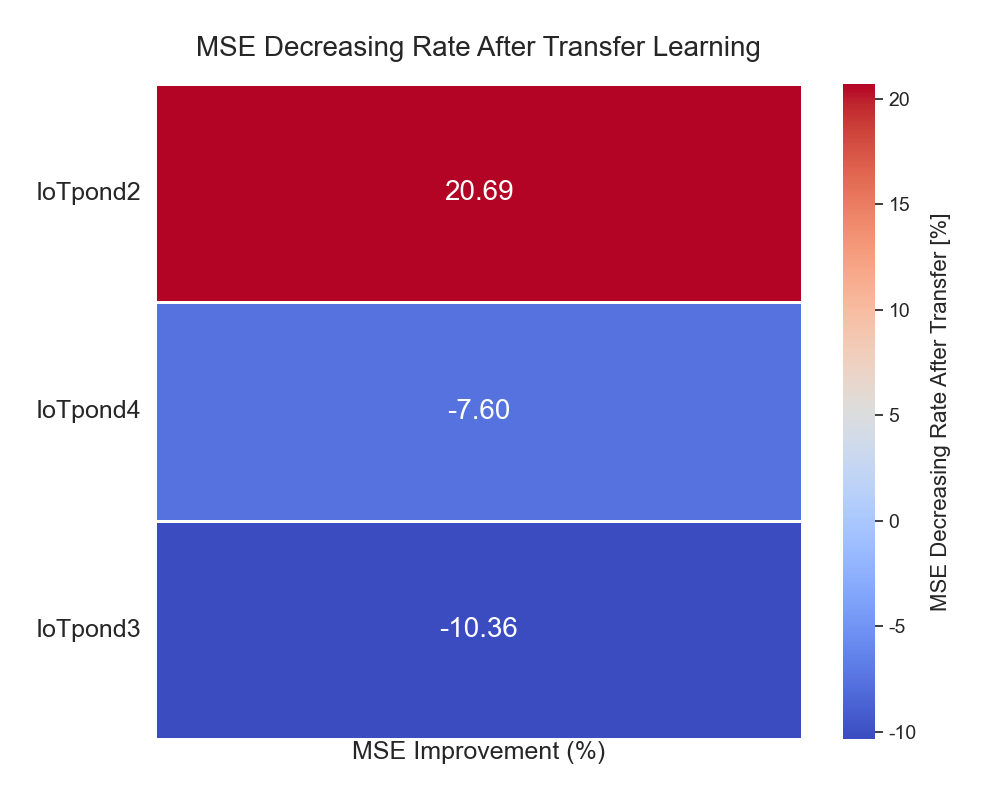 MSE Decreasing Rate After Transfer Learning
IoTpond2
20.69
IoTpond4
-7.60
IoTpond3
-10.36
MSE Improvement (%)
20
15
10
5
0
-5
-10
MSE Decreasing Rate After Transfer [%]